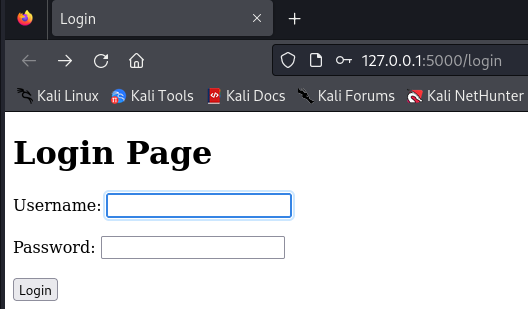 Login
127.0.0.1:5000/login
Kali Linux Kali Tools Kali Docs Kali Forums Kali NetHunter
Login Page
Username:
Password:
Login